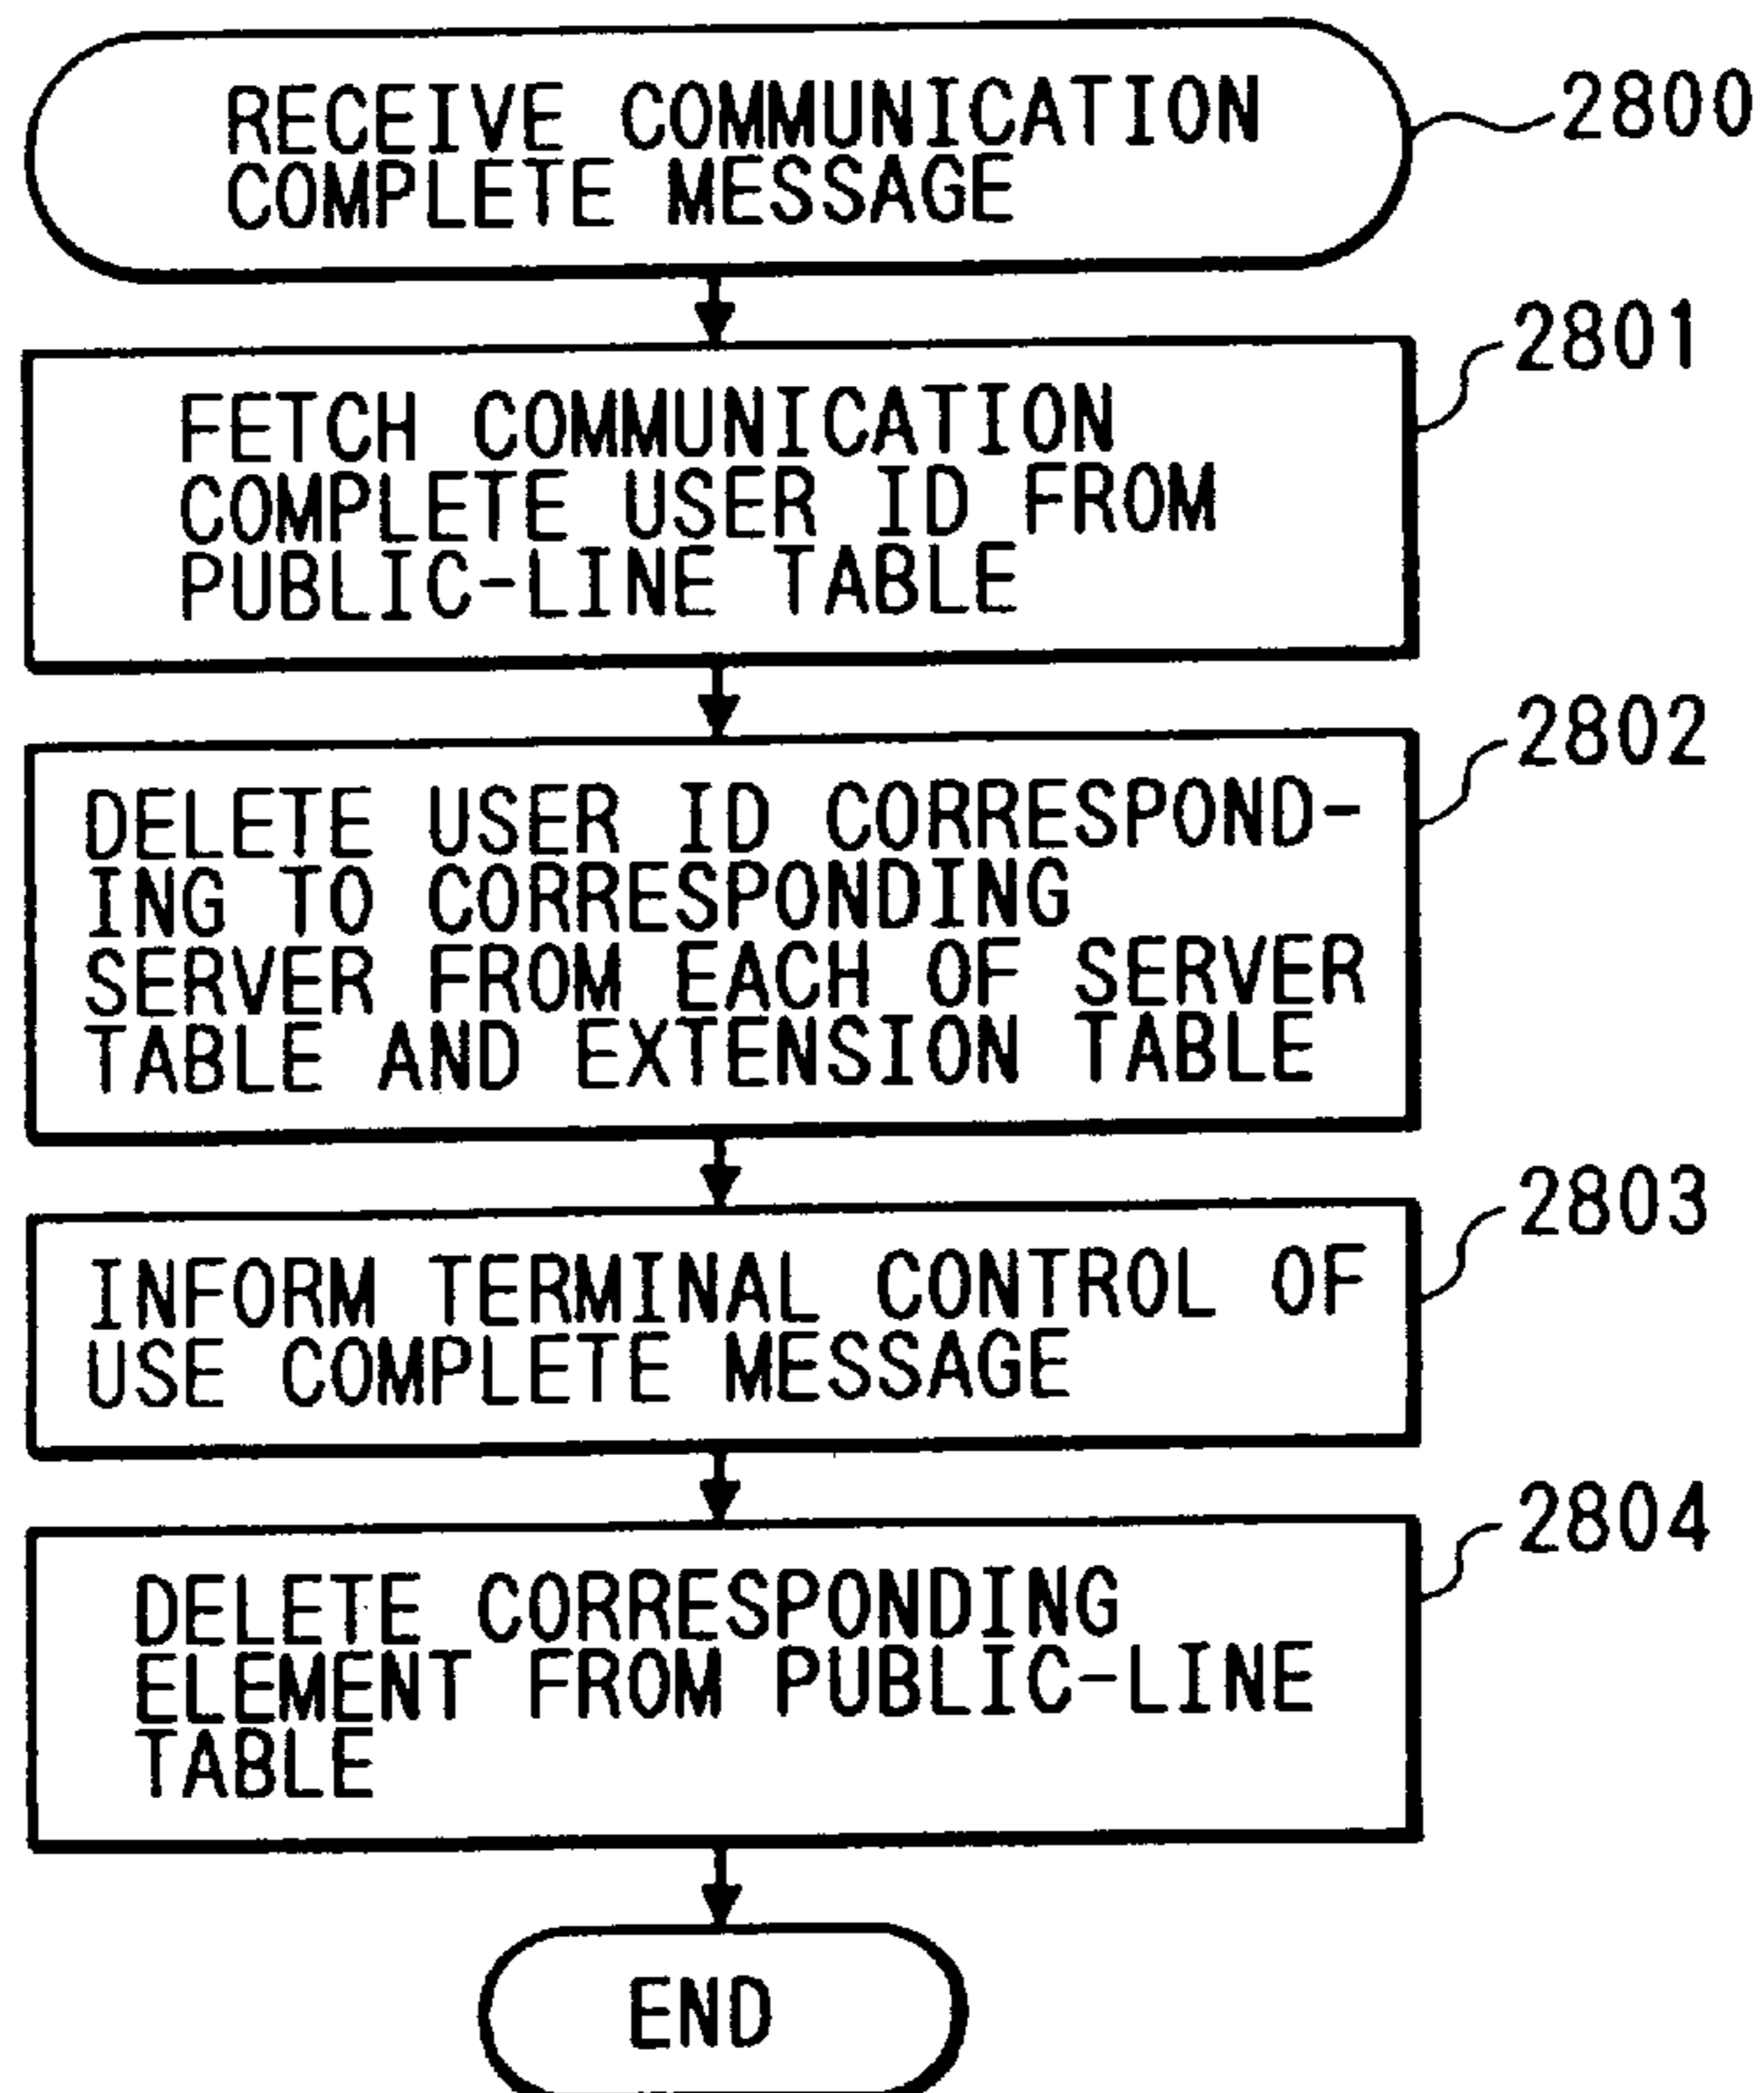 RECEIVE COMMUNICATION
COMPLETE MESSAGE
2800
FETCH COMMUNICATION
COMPLETE USER ID FROM
PUBLIC-LINE TABLE
2801
DELETE USER ID CORRESPOND-
ING TO CORRESPONDING
SERVER FROM EACH OF SERVER
TABLE AND EXTENSION TABLE
2802
INFORM TERMINAL CONTROL OF
USE COMPLETE MESSAGE
2803
DELETE CORRESPONDING
ELEMENT FROM PUBLIC-LINE
TABLE
2804
END